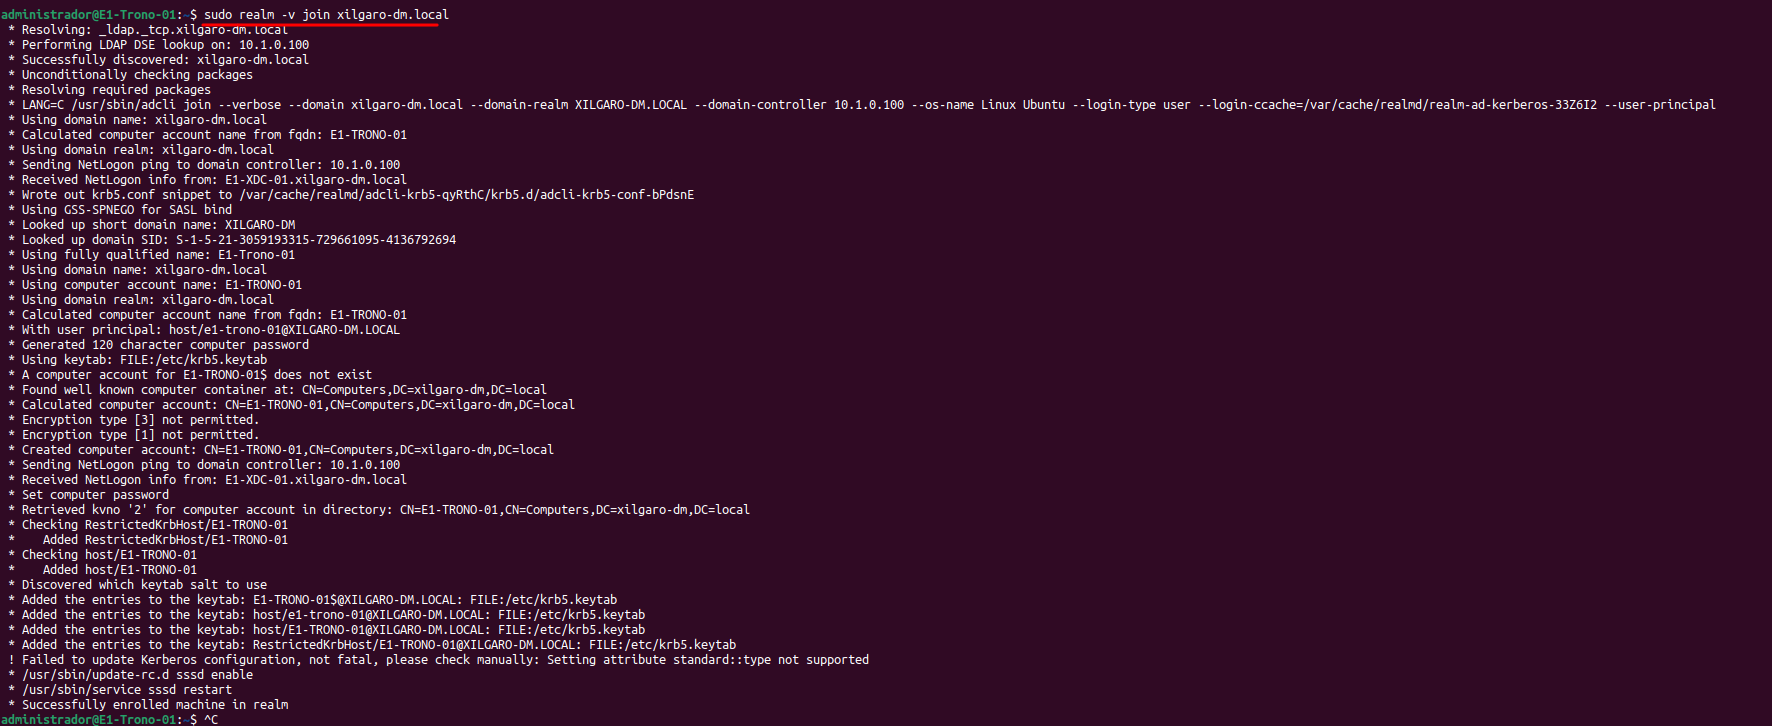 administrador@E1-Trono-01:~$ sudo realm -v join xilgaro-dm.local
 * Resolving: _ldap._tcp.xilgaro-dm.local
 * Performing LDAP DSE lookup on: 10.1.0.100
 * Successfully discovered: xilgaro-dm.local
 * Unconditionally checking packages
 * Resolving required packages
 * LANG=C /usr/sbin/adcli join --verbose --domain xilgaro-dm.local --domain-realm XILGARO-DM.LOCAL --domain-controller 10.1.0.100 --os-name Linux Ubuntu --login-type user --login-ccache=/var/cache/realmd/realm-ad-kerberos-33Z6I2 --user-principal
 * Using domain name: xilgaro-dm.local
 * Calculated computer account name from fqdn: E1-TRONO-01
 * Using domain realm: xilgaro-dm.local
 * Sending NetLogon ping to domain controller: 10.1.0.100
 * Received NetLogon info from: E1-XDC-01.xilgaro-dm.local
 * Wrote out krb5.conf snippet to /var/cache/realmd/adcli-krb5-qyRthC/krb5.d/adcli-krb5-conf-bPdsnE
 * Using GSS-SPNEGO for SASL bind
 * Looked up short domain name: XILGARO-DM
 * Looked up domain SID: S-1-5-21-3059193315-729661095-4136792694
 * Using fully qualified name: E1-Trono-01
 * Using domain name: xilgaro-dm.local
 * Using computer account name: E1-TRONO-01
 * Using domain realm: xilgaro-dm.local
 * Calculated computer account name from fqdn: E1-TRONO-01
 * With user principal: host/e1-trono-01@XILGARO-DM.LOCAL
 * Generated 120 character computer password
 * Using keytab: FILE:/etc/krb5.keytab
 * A computer account for E1-TRONO-01$ does not exist
 * Found well known computer container at: CN=Computers,DC=xilgaro-dm,DC=local
 * Calculated computer account: CN=E1-TRONO-01,CN=Computers,DC=xilgaro-dm,DC=local
 * Encryption type [3] not permitted.
 * Encryption type [1] not permitted.
 * Created computer account: CN=E1-TRONO-01,CN=Computers,DC=xilgaro-dm,DC=local
 * Sending NetLogon ping to domain controller: 10.1.0.100
 * Received NetLogon info from: E1-XDC-01.xilgaro-dm.local
 * Set computer password
 * Retrieved kvno '2' for computer account in directory: CN=E1-TRONO-01,CN=Computers,DC=xilgaro-dm,DC=local
 * Checking RestrictedKrbHost/E1-TRONO-01
 *    Added RestrictedKrbHost/E1-TRONO-01
 * Checking host/E1-TRONO-01
 *    Added host/E1-TRONO-01
 * Discovered which keytab salt to use
 * Added the entries to the keytab: E1-TRONO-01$@XILGARO-DM.LOCAL: FILE:/etc/krb5.keytab
 * Added the entries to the keytab: host/e1-trono-01@XILGARO-DM.LOCAL: FILE:/etc/krb5.keytab
 * Added the entries to the keytab: host/E1-TRONO-01@XILGARO-DM.LOCAL: FILE:/etc/krb5.keytab
 * Added the entries to the keytab: RestrictedKrbHost/E1-TRONO-01@XILGARO-DM.LOCAL: FILE:/etc/krb5.keytab
 ! Failed to update Kerberos configuration, not fatal, please check manually: Setting attribute standard::type not supported
 * /usr/sbin/update-rc.d sssd enable
 * /usr/sbin/service sssd restart
 * Successfully enrolled machine in realm
administrador@E1-Trono-01:~$ ^C